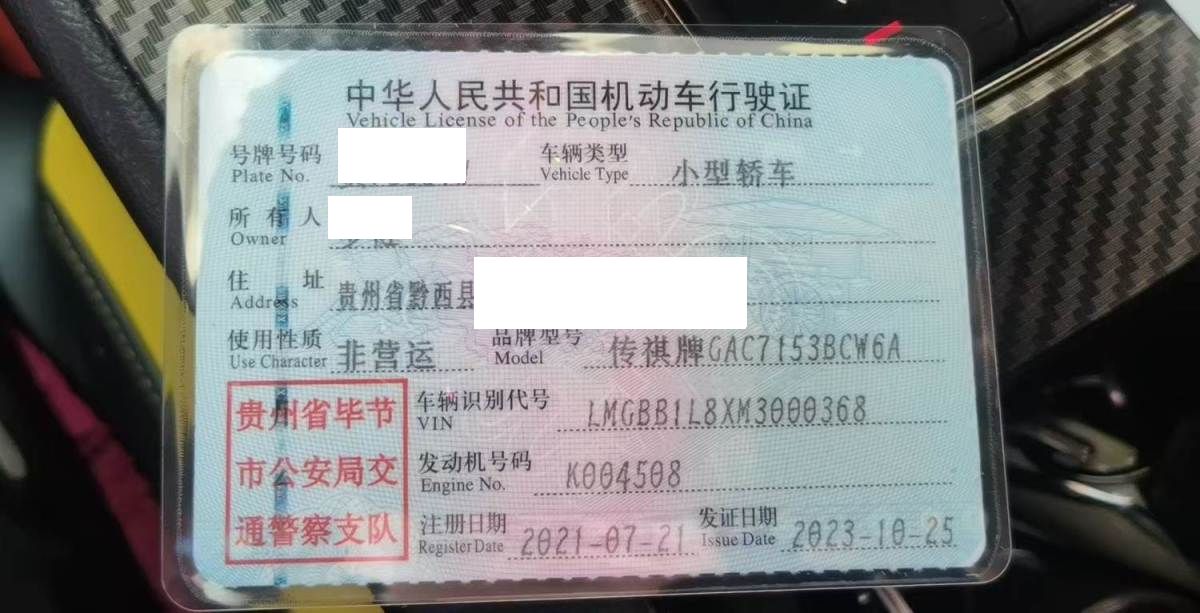 中华人民共和国机动车行驶证
Vehicle License of the People's Republic of China
号牌号码 车辆类型 小型轿车
Plate No. Vehicle Type
所有人
Owner
住址 贵州省黔西县
Address
使用性质 非营运 品牌型号 传祺牌GAC7153BCW6A
Use Character Model
贵州省毕节
市公安局交
通警察支队
车辆识别代号 LMGBB1L8XM3000368
VIN
发动机号码 K004508
Engine No.
注册日期 2021-07-21 发证日期 2023-10-25
Register Date Issue Date